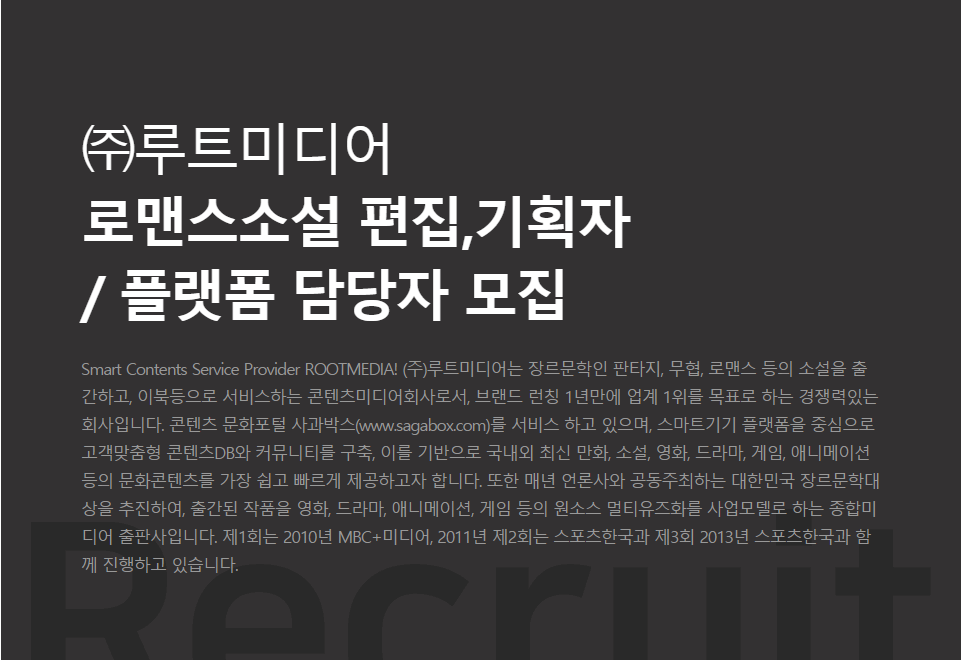 ㈜루트미디어
로맨스소설 편집,기획자
/ 플랫폼 담당자 모집
Smart Contents Service Provider ROOTMEDIA! (주)루트미디어는 장르문학인 판타지, 무협, 로맨스 등의 소설을 출
간하고, 이북등으로 서비스하는 콘텐츠미디어회사로서, 브랜드 런칭 1년만에 업계 1위를 목표로 하는 경쟁력있는
회사입니다. 콘텐츠 문화포털 사과박스(www.sagabox.com)를 서비스 하고 있으며, 스마트기기 플랫폼을 중심으로
고객맞춤형 콘텐츠DB와 커뮤니티를 구축, 이를 기반으로 국내외 최신 만화, 소설, 영화, 드라마, 게임, 애니메이션
등의 문화콘텐츠를 가장 쉽고 빠르게 제공하고자 합니다. 또한 매년 언론사와 공동주최하는 대한민국 장르문학대
상을 추진하여, 출간된 작품을 영화, 드라마, 애니메이션, 게임 등의 원소스 멀티유즈화를 사업모델로 하는 종합미
디어 출판사입니다. 제1회는 2010년 MBC+미디어, 2011년 제2회는 스포츠한국과 제3회 2013년 스포츠한국과 함
께 진행하고 있습니다.
Recruit